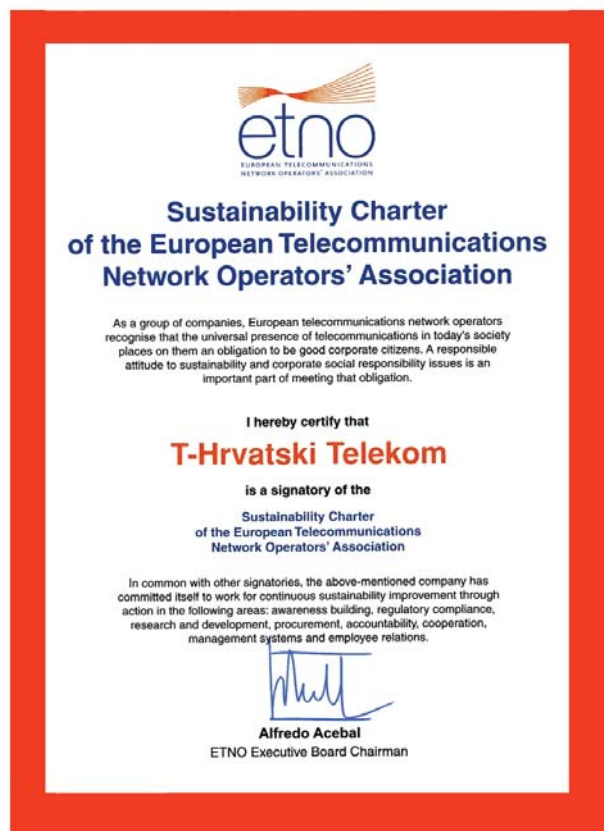 etno
EUROPEAN TELECOMMUNICATIONS
NETWORK OPERATORS' ASSOCIATION
Sustainability Charter
of the European Telecommunications
Network Operators' Association
As a group of companies, European telecommunications network operators
recognise that the universal presence of telecommunications in today's society
places on them an obligation to be good corporate citizens. A responsible
attitude to sustainability and corporate social responsibility issues is an
important part of meeting that obligation.
I hereby certify that
T-Hrvatski Telekom
is a signatory of the
Sustainability Charter
of the European Telecommunications
Network Operators' Association
In common with other signatories, the above-mentioned company has
committed itself to work for continuous sustainability improvement through
action in the following areas: awareness building, regulatory compliance,
research and development, procurement, accountability, cooperation,
management systems and employee relations.
Alfredo Acebal
ETNO Executive Board Chairman